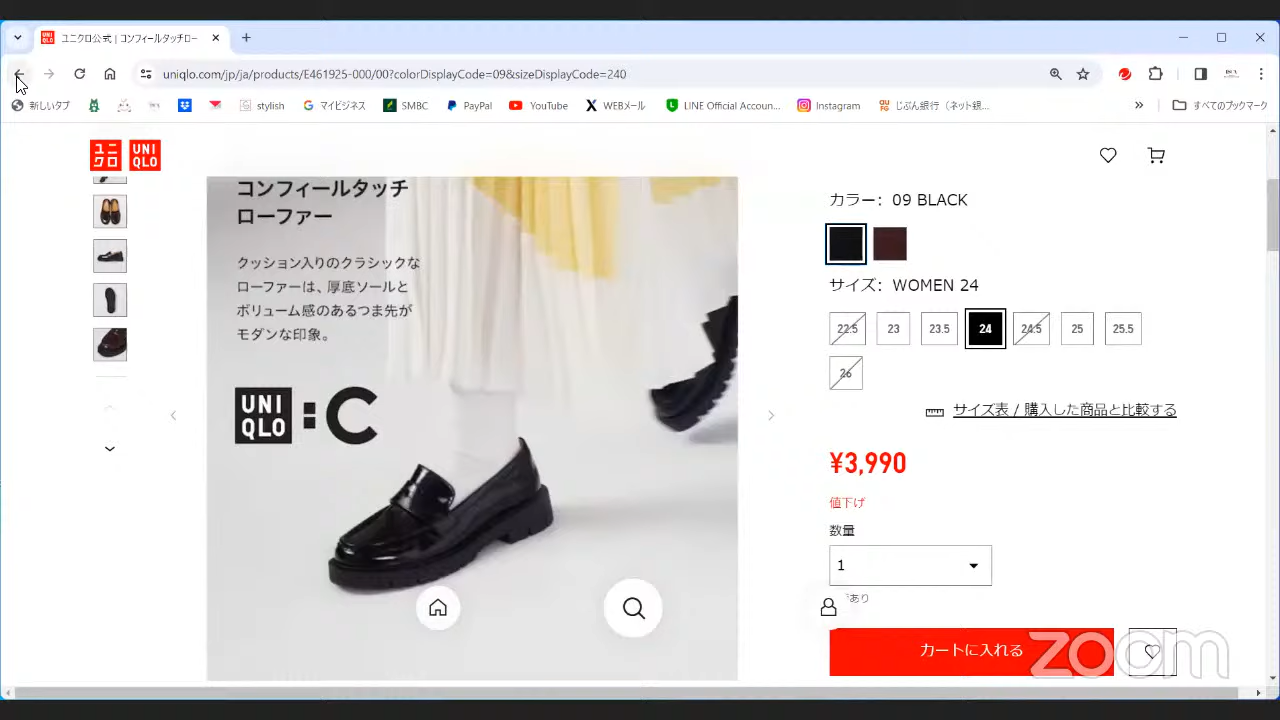 ユニクロ公式 | コンフィールタッチロー
uniqlo.com/jp/ja/products/E461925-000/00?colorDisplayCode=09&sizeDisplayCode=240
新しいタブ
stylish
マイビジネス
SMBC
PayPal
YouTube
WEBメール
LINE Official Accoun...
Instagram
じぶん銀行（ネット銀...
すべてのブックマーク
ユニクロ
UNIQLO
コンフィールタッチ
ローファー
クッション入りのクラシックな
ローファーは、厚底ソールと
ボリューム感のあるつま先が
モダンな印象。
UNIQLO : C
カラー: 09 BLACK
サイズ: WOMEN 24
22.5 23 23.5 24 24.5 25 25.5
26
サイズ表 / 購入した商品と比較する
¥3,990
値下げ
数量
1
あり
カートに入れる
zoom